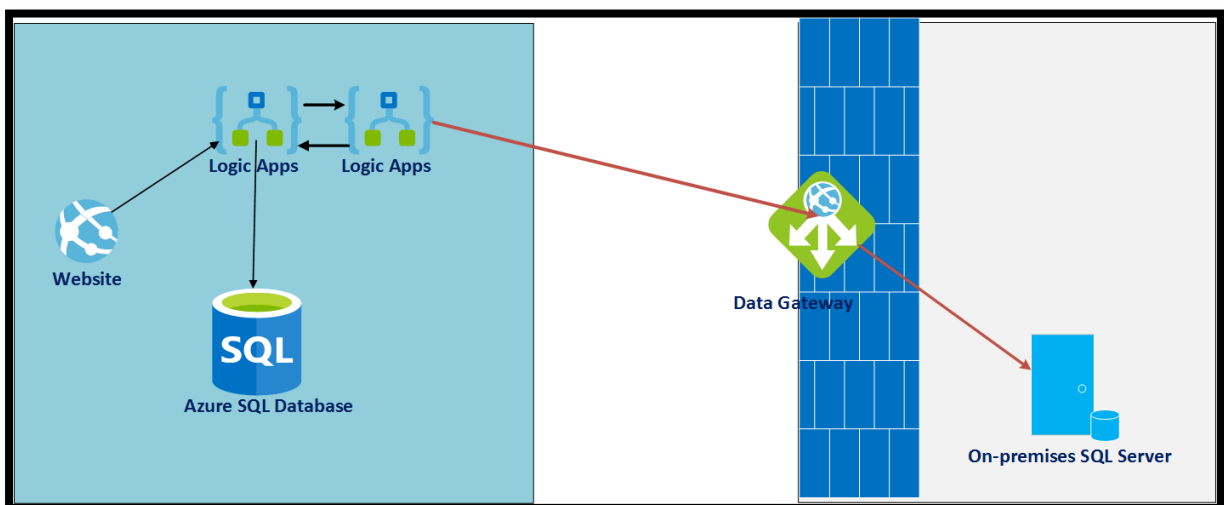 Logic Apps
Logic Apps
Website
SQL
Azure SQL Database
Data Gateway
On-premises SQL Server